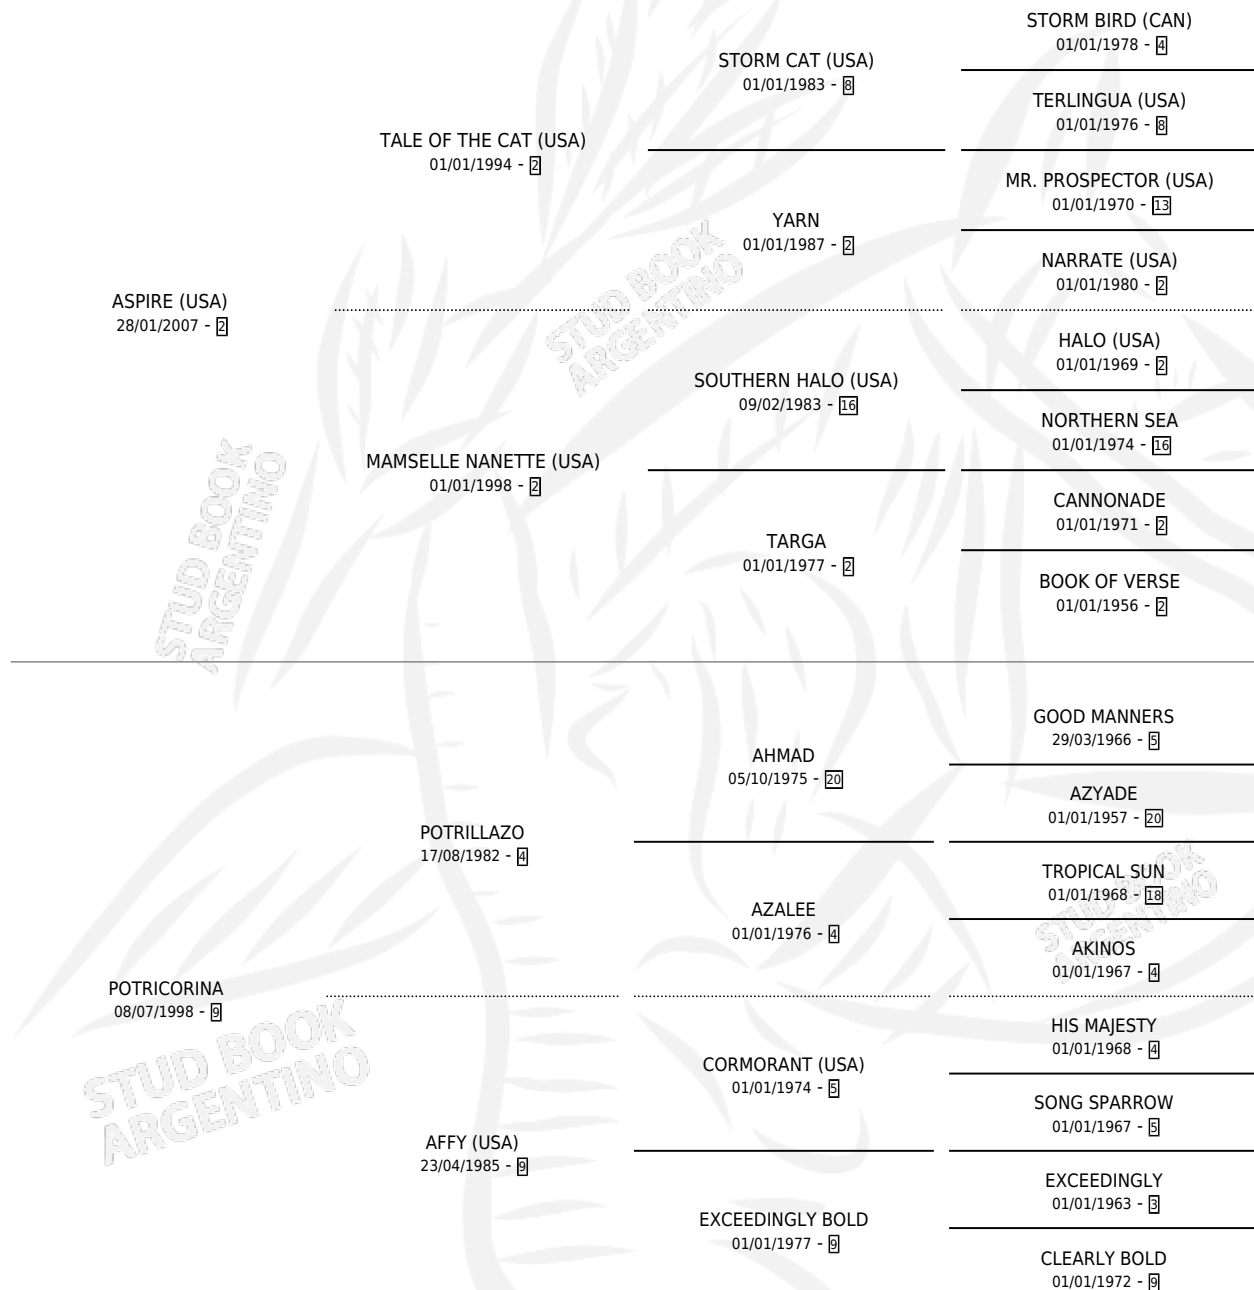 STORM BIRD (CAN)
01/01/1978 - 4
STORM CAT (USA)
01/01/1983 - 8
TERLINGUA (USA)
01/01/1976 - 8
TALE OF THE CAT (USA)
01/01/1994 - 2
MR. PROSPECTOR (USA)
01/01/1970 - 13
YARN
01/01/1987 - 2
NARRATE (USA)
01/01/1980 - 2
ASPIRE (USA)
28/01/2007 - 2
HALO (USA)
01/01/1969 - 2
SOUTHERN HALO (USA)
09/02/1983 - 16
NORTHERN SEA
01/01/1974 - 16
MAMSELLE NANETTE (USA)
01/01/1998 - 2
CANNONADE
01/01/1971 - 2
TARGA
01/01/1977 - 2
BOOK OF VERSE
01/01/1956 - 2
STUD BOOK
ARGENTINO
STUD BOOK
ARGENTINO
GOOD MANNERS
29/03/1966 - 5
AHMAD
05/10/1975 - 20
AZYADE
01/01/1957 - 20
POTRILLAZO
17/08/1982 - 4
TROPICAL SUN
01/01/1968 - 18
AZALEE
01/01/1976 - 4
AKINOS
01/01/1967 - 4
STUD BOOK
ARGENTINO
POTRICORINA
08/07/1998 - 9
HIS MAJESTY
01/01/1968 - 4
CORMORANT (USA)
01/01/1974 - 5
SONG SPARROW
01/01/1967 - 5
AFFY (USA)
23/04/1985 - 9
EXCEEDINGLY
01/01/1963 - 3
EXCEEDINGLY BOLD
01/01/1977 - 9
CLEARLY BOLD
01/01/1972 - 9
STUD BOOK
ARGENTINO